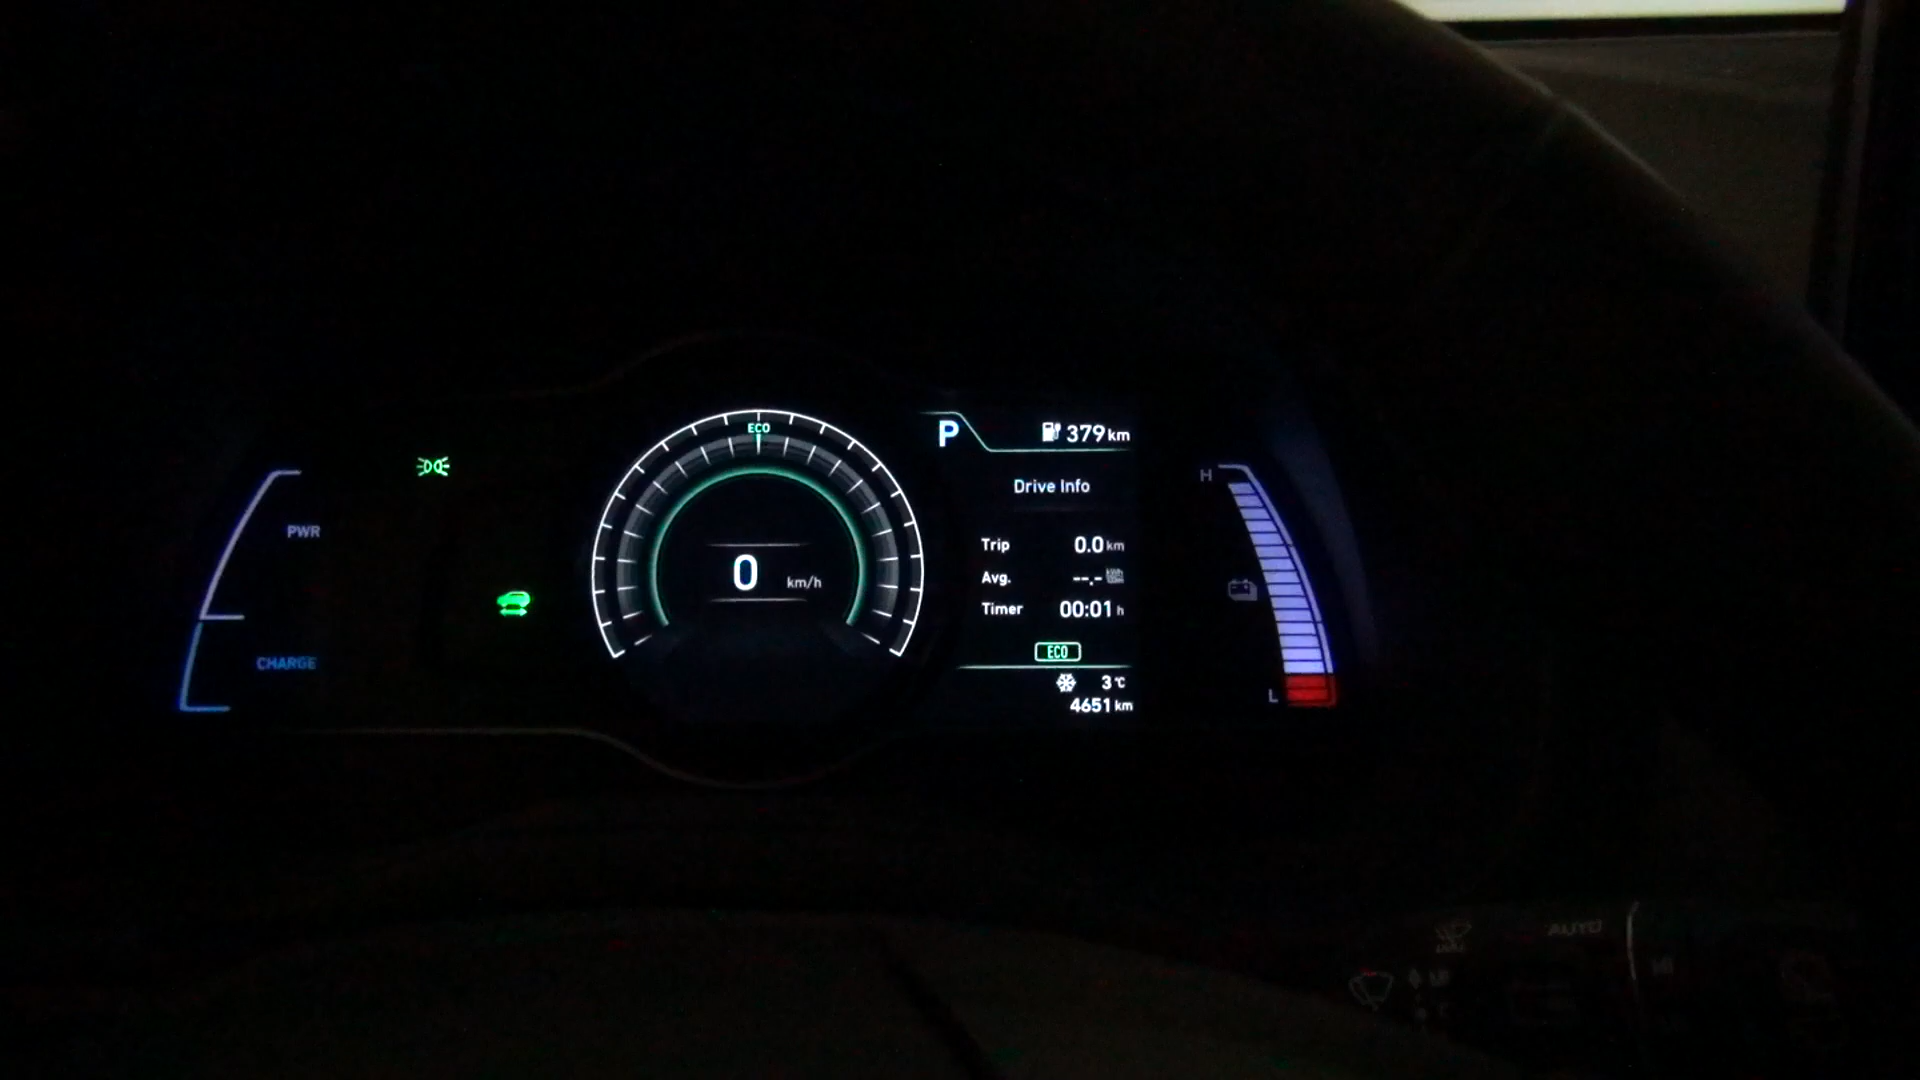 PWR
CHARGE
ECO
0 km/h
P 379 km
Drive Info
Trip 0.0 km
Avg. --.-
Timer 00:01 h
ECO
3 °C
4651 km
H
L
AUTO